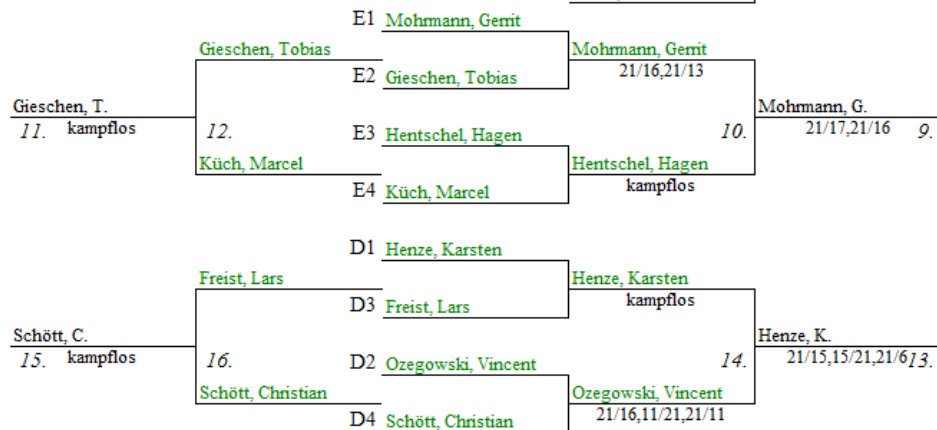 E1 Mohrmann, Gerrit
Gieschen, Tobias
Mohrmann, Gerrit
E2 Gieschen, Tobias
21/16,21/13
Gieschen, T.
Mohrmann, G.
11. kampflos
12.
E3 Hentschel, Hagen
10.
21/17,21/16 9.
Küch, Marcel
Hentschel, Hagen
E4 Küch, Marcel
kampflos
D1 Henze, Karsten
Freist, Lars
Henze, Karsten
D3 Freist, Lars
kampflos
Schött, C.
Henze, K.
15. kampflos
16.
D2 Ozegowski, Vincent
14.
21/15,15/21,21/6 13.
Schött, Christian
Ozegowski, Vincent
D4 Schött, Christian
21/16,11/21,21/11